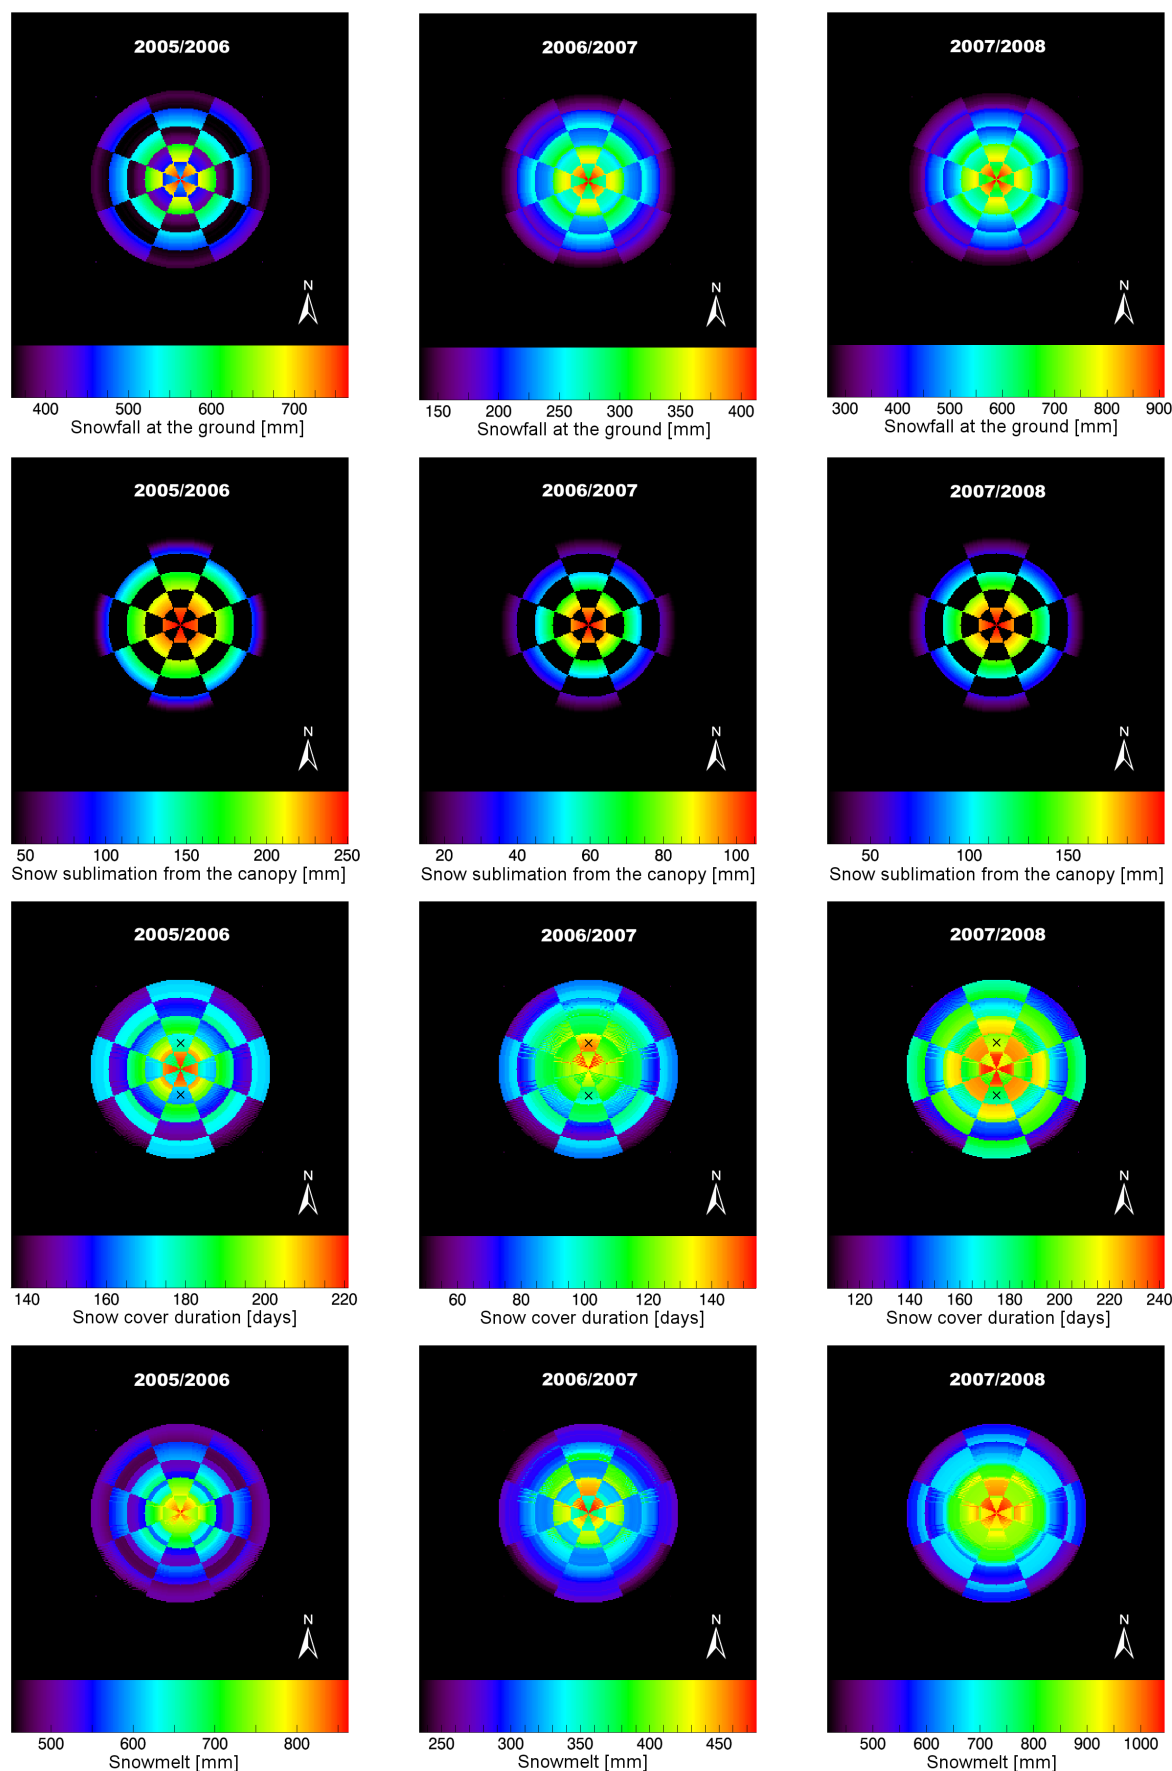 2005/2006 2006/2007 2007/2008
N N N
400 500 600 700 150 200 250 300 350 400 300 400 500 600 700 800 900
Snowfall at the ground [mm] Snowfall at the ground [mm] Snowfall at the ground [mm]
2005/2006 2006/2007 2007/2008
N N N
50 100 150 200 250 20 40 60 80 100 50 100 150
Snow sublimation from the canopy [mm] Snow sublimation from the canopy [mm] Snow sublimation from the canopy [mm]
2005/2006 2006/2007 2007/2008
N N N
140 160 180 200 220 60 80 100 120 140 120 140 160 180 200 220 240
Snow cover duration [days] Snow cover duration [days] Snow cover duration [days]
2005/2006 2006/2007 2007/2008
N N N
500 600 700 800 250 300 350 400 450 500 600 700 800 900 1000
Snowmelt [mm] Snowmelt [mm] Snowmelt [mm]